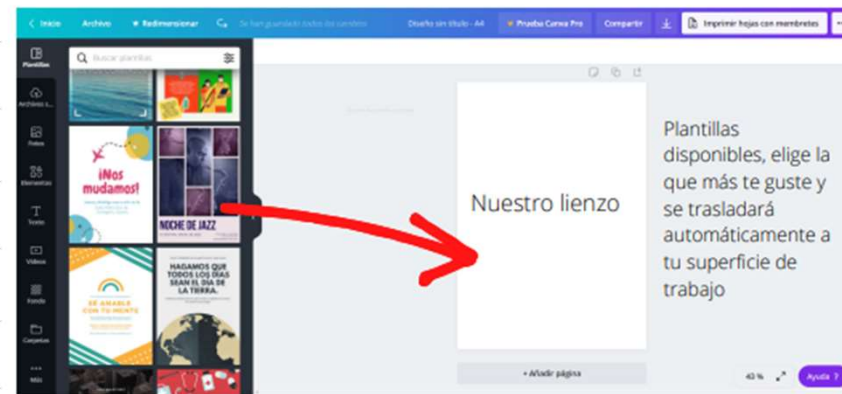 Inicio Archivo Redimensionar Se han guardado todos los cambios Diseño sin título - A4 Prueba Canva Pro Compartir Imprimir hojas con membretes
Plantillas
Buscar plantillas
Archivos s...
Fotos
Elementos
Texto
Vídeos
Fondo
Carpetas
Más
¡Nos
mudamos!
NOCHE DE JAZZ
SÉ AMABLE
CON TU MENTE
HAGAMOS QUE
TODOS LOS DÍAS
SEAN EL DÍA DE
LA TIERRA.
Nuestro lienzo
+ Añadir página
Plantillas
disponibles, elige la
que más te guste y
se trasladará
automáticamente a
tu superficie de
trabajo
43 %
Ayuda ?